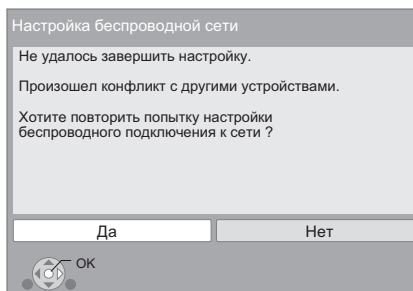 Настройка беспроводной сети
Не удалось завершить настройку.
Произошел конфликт с другими устройствами.
Хотите повторить попытку настройки
беспроводного подключения к сети ?
Да
Нет
OK